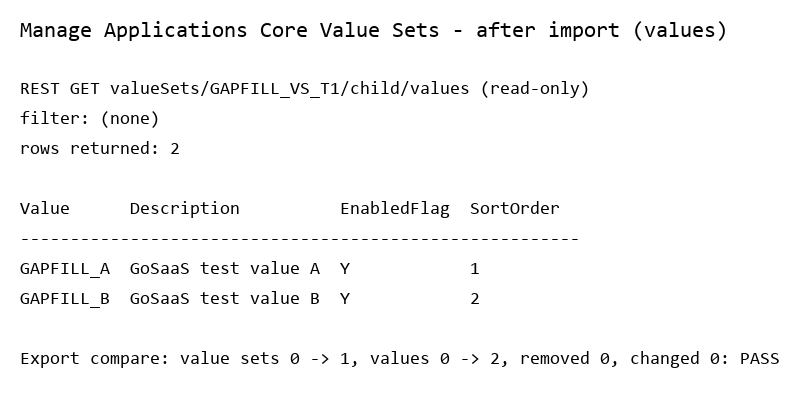 Manage Applications Core Value Sets - after import (values)
REST GET valueSets/GAPFILL_VS_T1/child/values (read-only)
filter: (none)
rows returned: 2
Value      Description          EnabledFlag  SortOrder
--------------------------------------------------------
GAPFILL_A  GoSaaS test value A  Y            1
GAPFILL_B  GoSaaS test value B  Y            2
Export compare: value sets 0 -> 1, values 0 -> 2, removed 0, changed 0: PASS